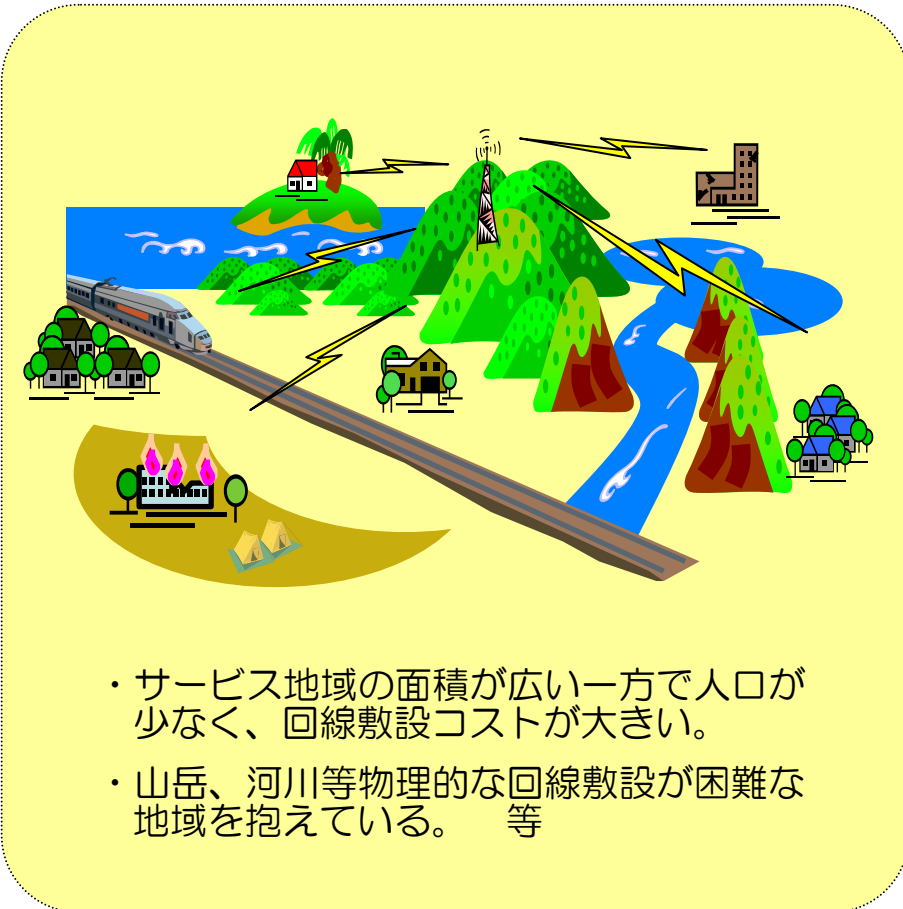 ・サービス地域の面積が広い一方で人口が
少なく、回線敷設コストが大きい。
・山岳、河川等物理的な回線敷設が困難な
地域を抱えている。　等